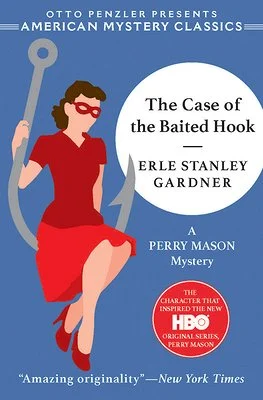 OTTO PENZLER PRESENTS
AMERICAN MYSTERY CLASSICS
The Case of
the Baited Hook
ERLE STANLEY
GARDNER
A
PERRY MASON
Mystery
THE
CHARACTER THAT
INSPIRED THE NEW
HBO®
ORIGINAL SERIES,
PERRY MASON
“Amazing originality”—New York Times